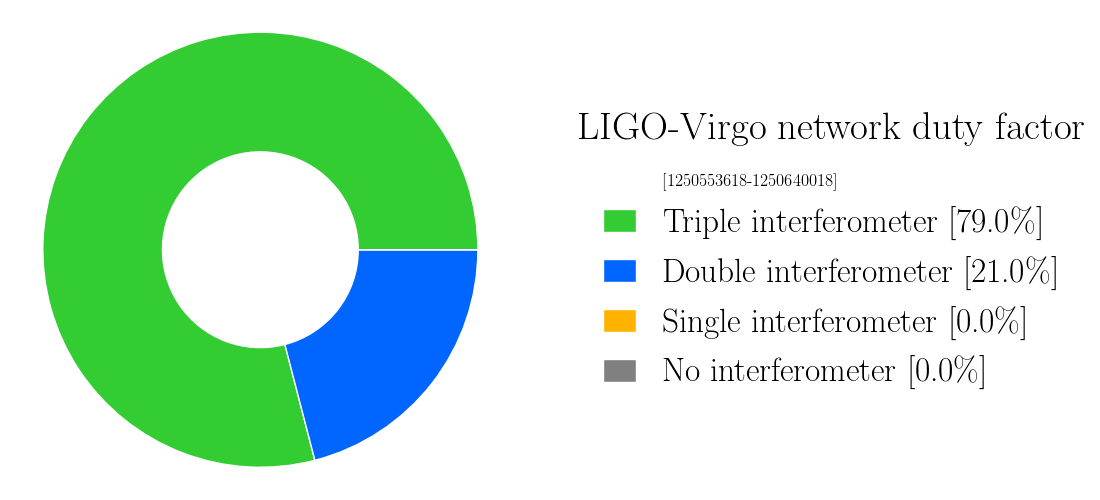 LIGO-Virgo network duty factor
[1250553618-1250640018]
Triple interferometer [79.0%]
Double interferometer [21.0%]
Single interferometer [0.0%]
No interferometer [0.0%]